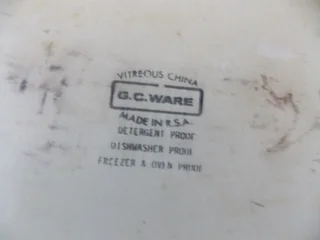 VITREOUS CHINA
G.C.WARE
MADE IN R.S.A.
DETERGENT PROOF
DISHWASHER PROOF
FREEZER & OVEN PROOF